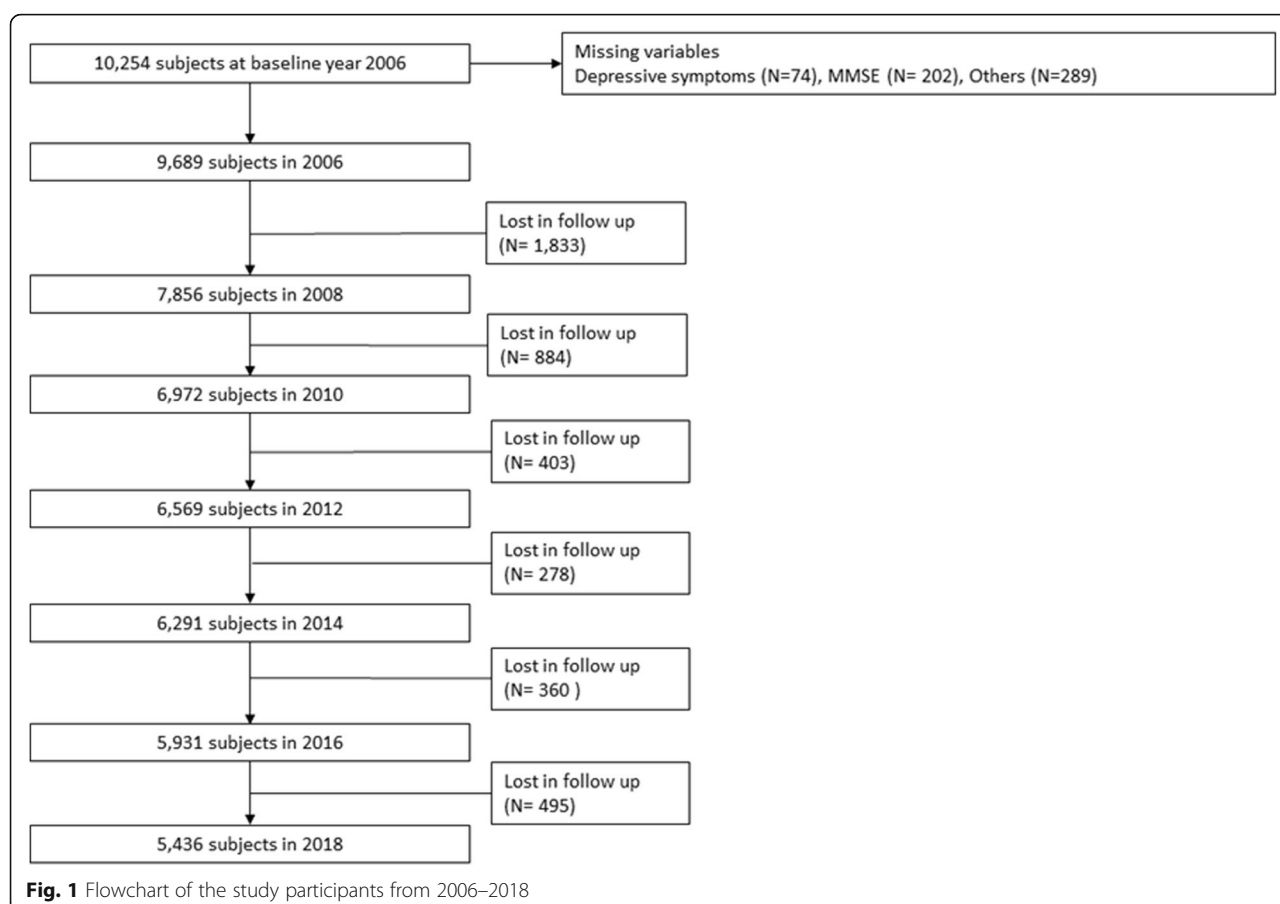 10,254 subjects at baseline year 2006
Missing variables
Depressive symptoms (N=74), MMSE (N= 202), Others (N=289)
9,689 subjects in 2006
Lost in follow up
(N= 1,833)
7,856 subjects in 2008
Lost in follow up
(N= 884)
6,972 subjects in 2010
Lost in follow up
(N= 403)
6,569 subjects in 2012
Lost in follow up
(N= 278)
6,291 subjects in 2014
Lost in follow up
(N= 360 )
5,931 subjects in 2016
Lost in follow up
(N= 495)
5,436 subjects in 2018
Fig. 1 Flowchart of the study participants from 2006–2018